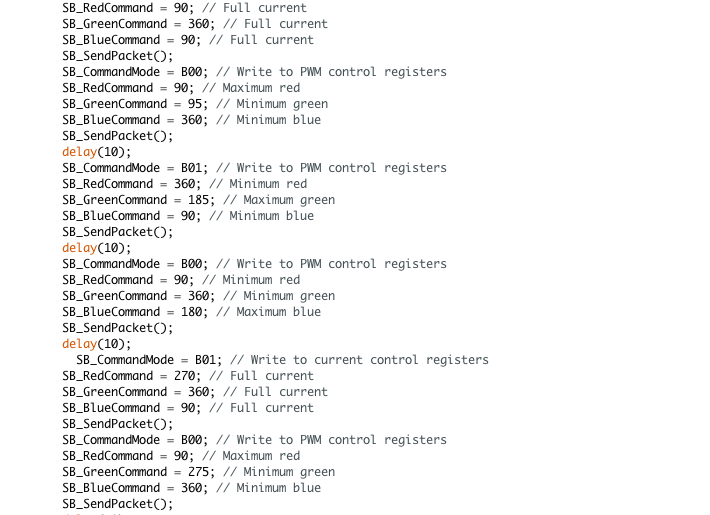 SB_RedCommand = 90; // Full current
SB_GreenCommand = 360; // Full current
SB_BlueCommand = 90; // Full current
SB_SendPacket();
SB_CommandMode = B00; // Write to PWM control registers
SB_RedCommand = 90; // Maximum red
SB_GreenCommand = 95; // Minimum green
SB_BlueCommand = 360; // Minimum blue
SB_SendPacket();
delay(10);
SB_CommandMode = B01; // Write to PWM control registers
SB_RedCommand = 360; // Minimum red
SB_GreenCommand = 185; // Maximum green
SB_BlueCommand = 90; // Minimum blue
SB_SendPacket();
delay(10);
SB_CommandMode = B00; // Write to PWM control registers
SB_RedCommand = 90; // Minimum red
SB_GreenCommand = 360; // Minimum green
SB_BlueCommand = 180; // Maximum blue
SB_SendPacket();
delay(10);
SB_CommandMode = B01; // Write to current control registers
SB_RedCommand = 270; // Full current
SB_GreenCommand = 360; // Full current
SB_BlueCommand = 90; // Full current
SB_SendPacket();
SB_CommandMode = B00; // Write to PWM control registers
SB_RedCommand = 90; // Maximum red
SB_GreenCommand = 275; // Minimum green
SB_BlueCommand = 360; // Minimum blue
SB_SendPacket();